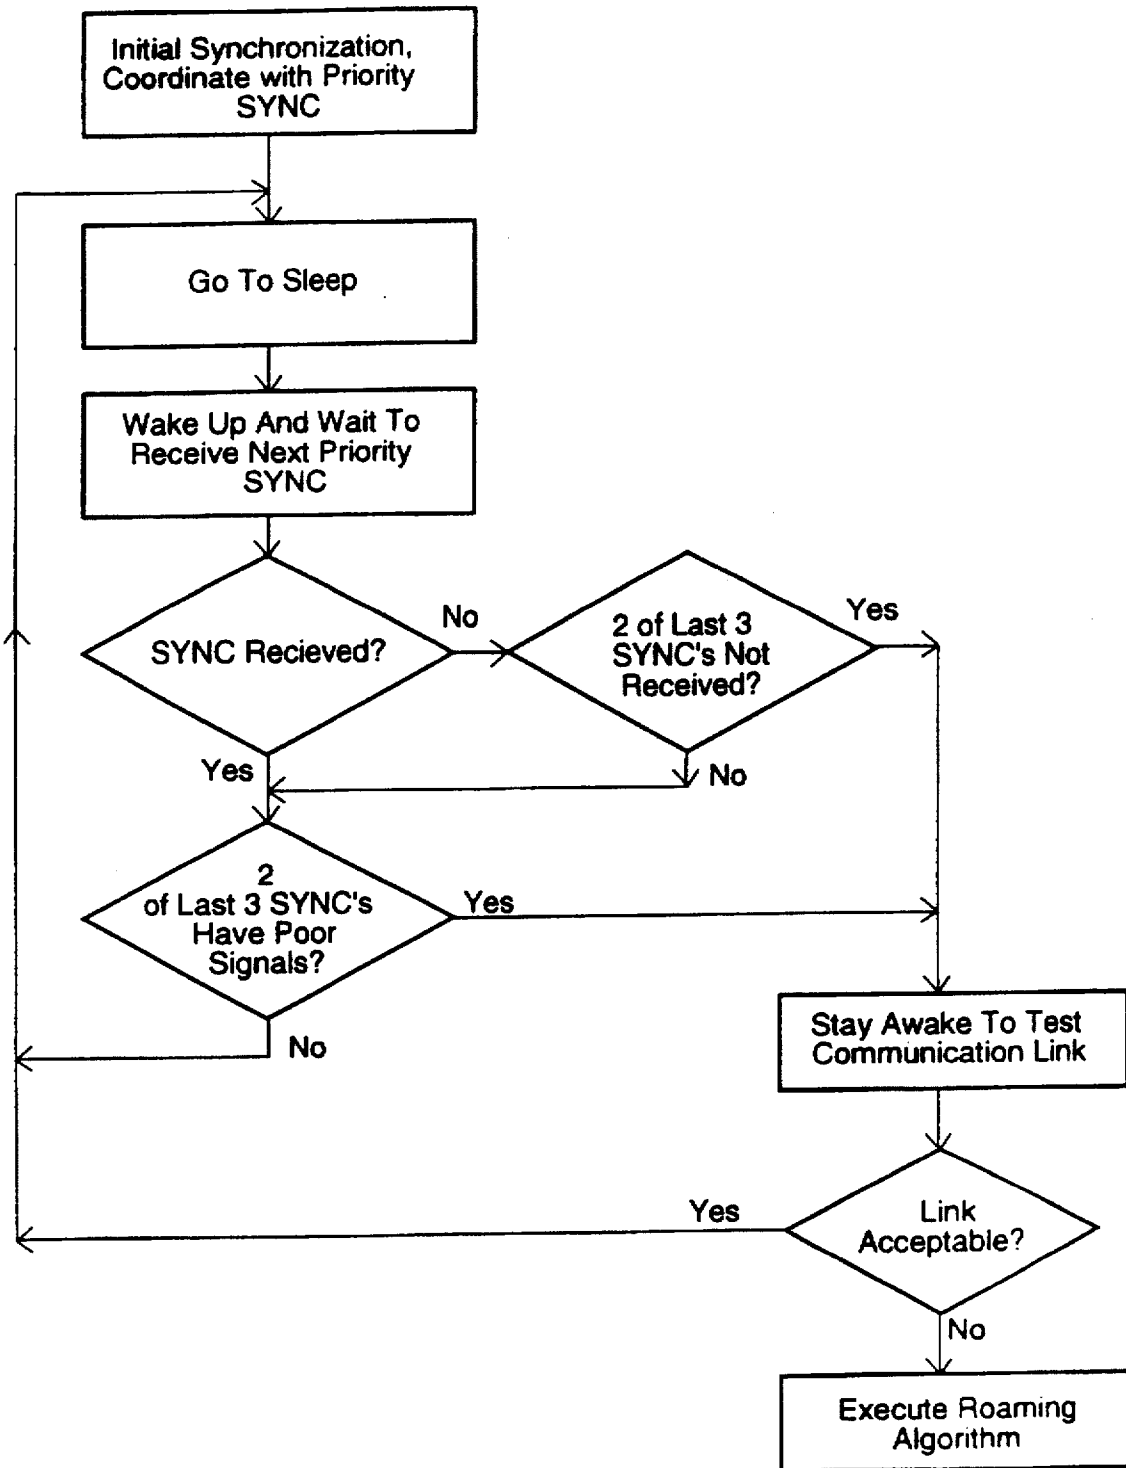 Initial Synchronization,
Coordinate with Priority
SYNC
Go To Sleep
Wake Up And Wait To
Receive Next Priority
SYNC
SYNC Recieved?
No
2 of Last 3
SYNC's Not
Received?
Yes
Yes
No
2
of Last 3 SYNC's
Have Poor
Signals?
Yes
No
Stay Awake To Test
Communication Link
Link
Acceptable?
Yes
No
Execute Roaming
Algorithm